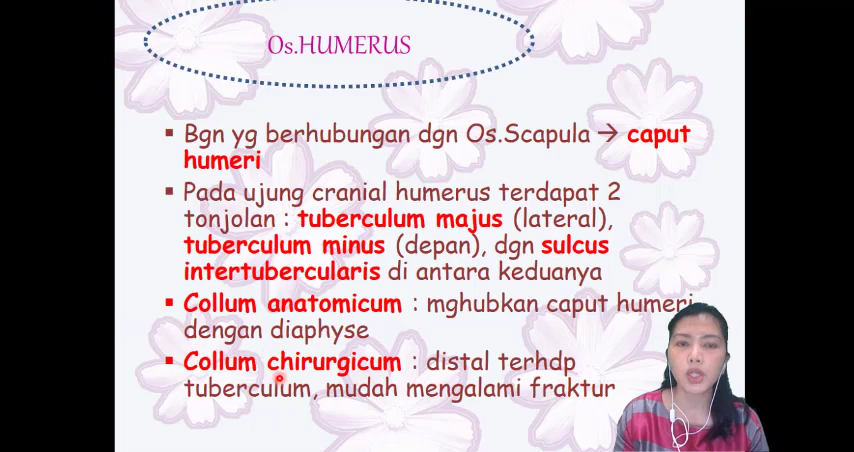 Os.HUMERUS
▪ Bgn yg berhubungan dgn Os.Scapula → caput
humeri
▪ Pada ujung cranial humerus terdapat 2
tonjolan : tuberculum majus (lateral),
tuberculum minus (depan), dgn sulcus
intertubercularis di antara keduanya
▪ Collum anatomicum : mghubkan caput humeri
dengan diaphyse
▪ Collum chirurgicum : distal terhdp
tuberculum, mudah mengalami fraktur